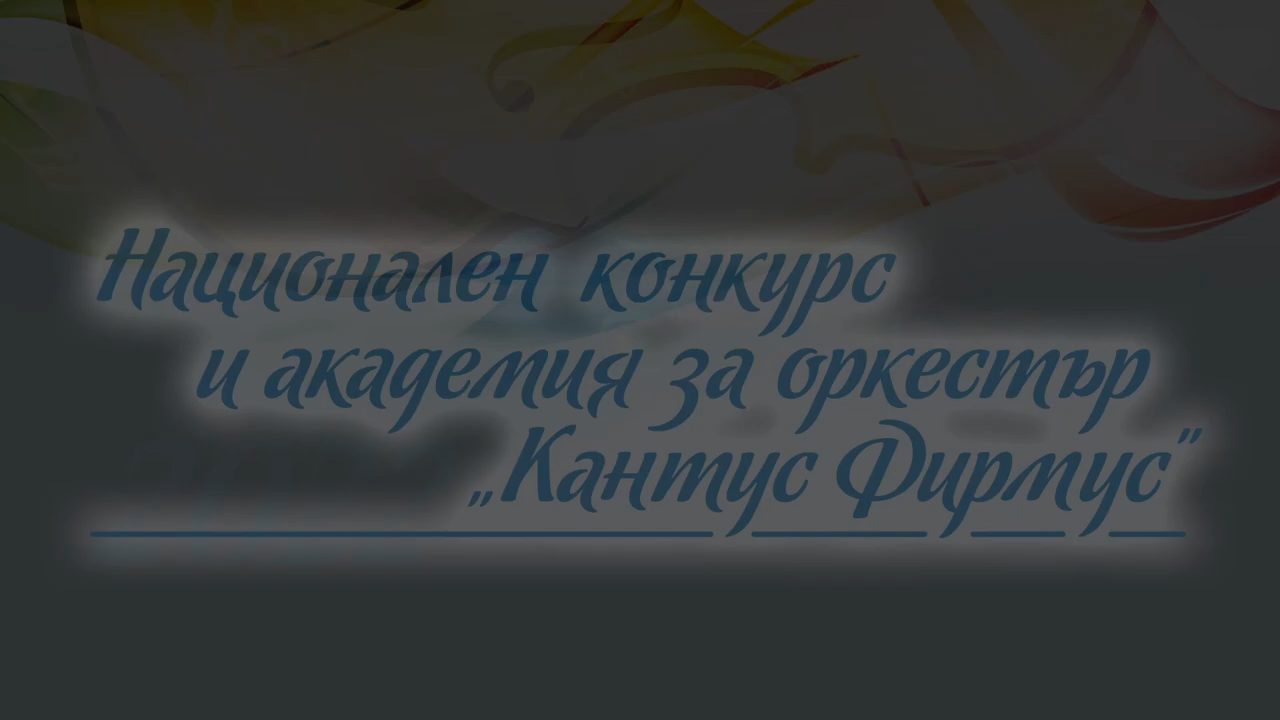 Национален конкурс
и академия за оркестър
„Кантус Фирмус”